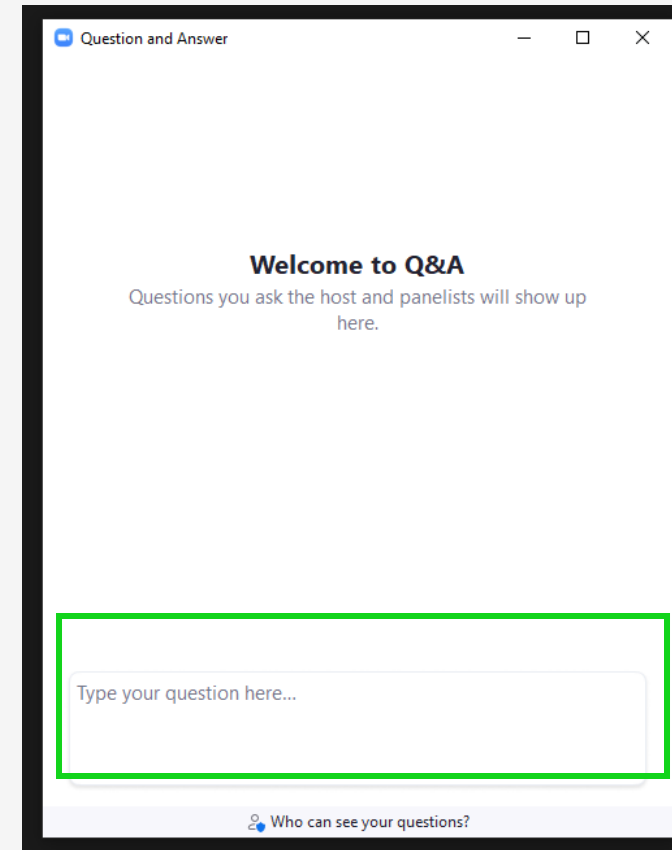 Question and Answer
Welcome to Q&A
Questions you ask the host and panelists will show up
here.
Type your question here...
Who can see your questions?